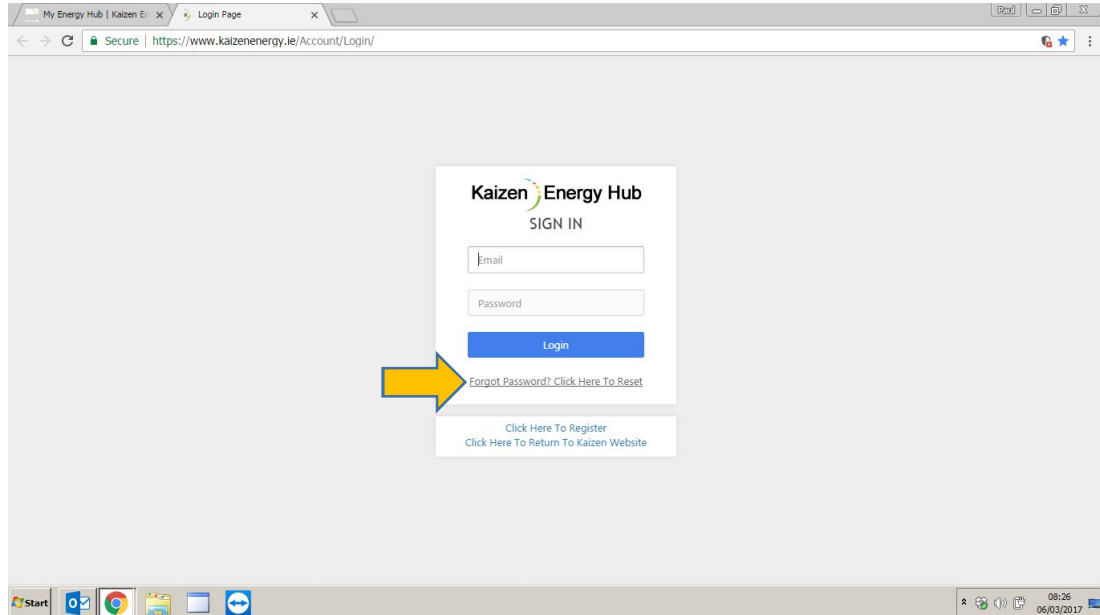 My Energy Hub | Kaizen En
Login Page
Paul
Secure | https://www.kaizenenergy.ie/Account/Login/
Kaizen Energy Hub
SIGN IN
Email
Password
Login
Forgot Password? Click Here To Reset
Click Here To Register
Click Here To Return To Kaizen Website
Start
08:26
06/03/2017